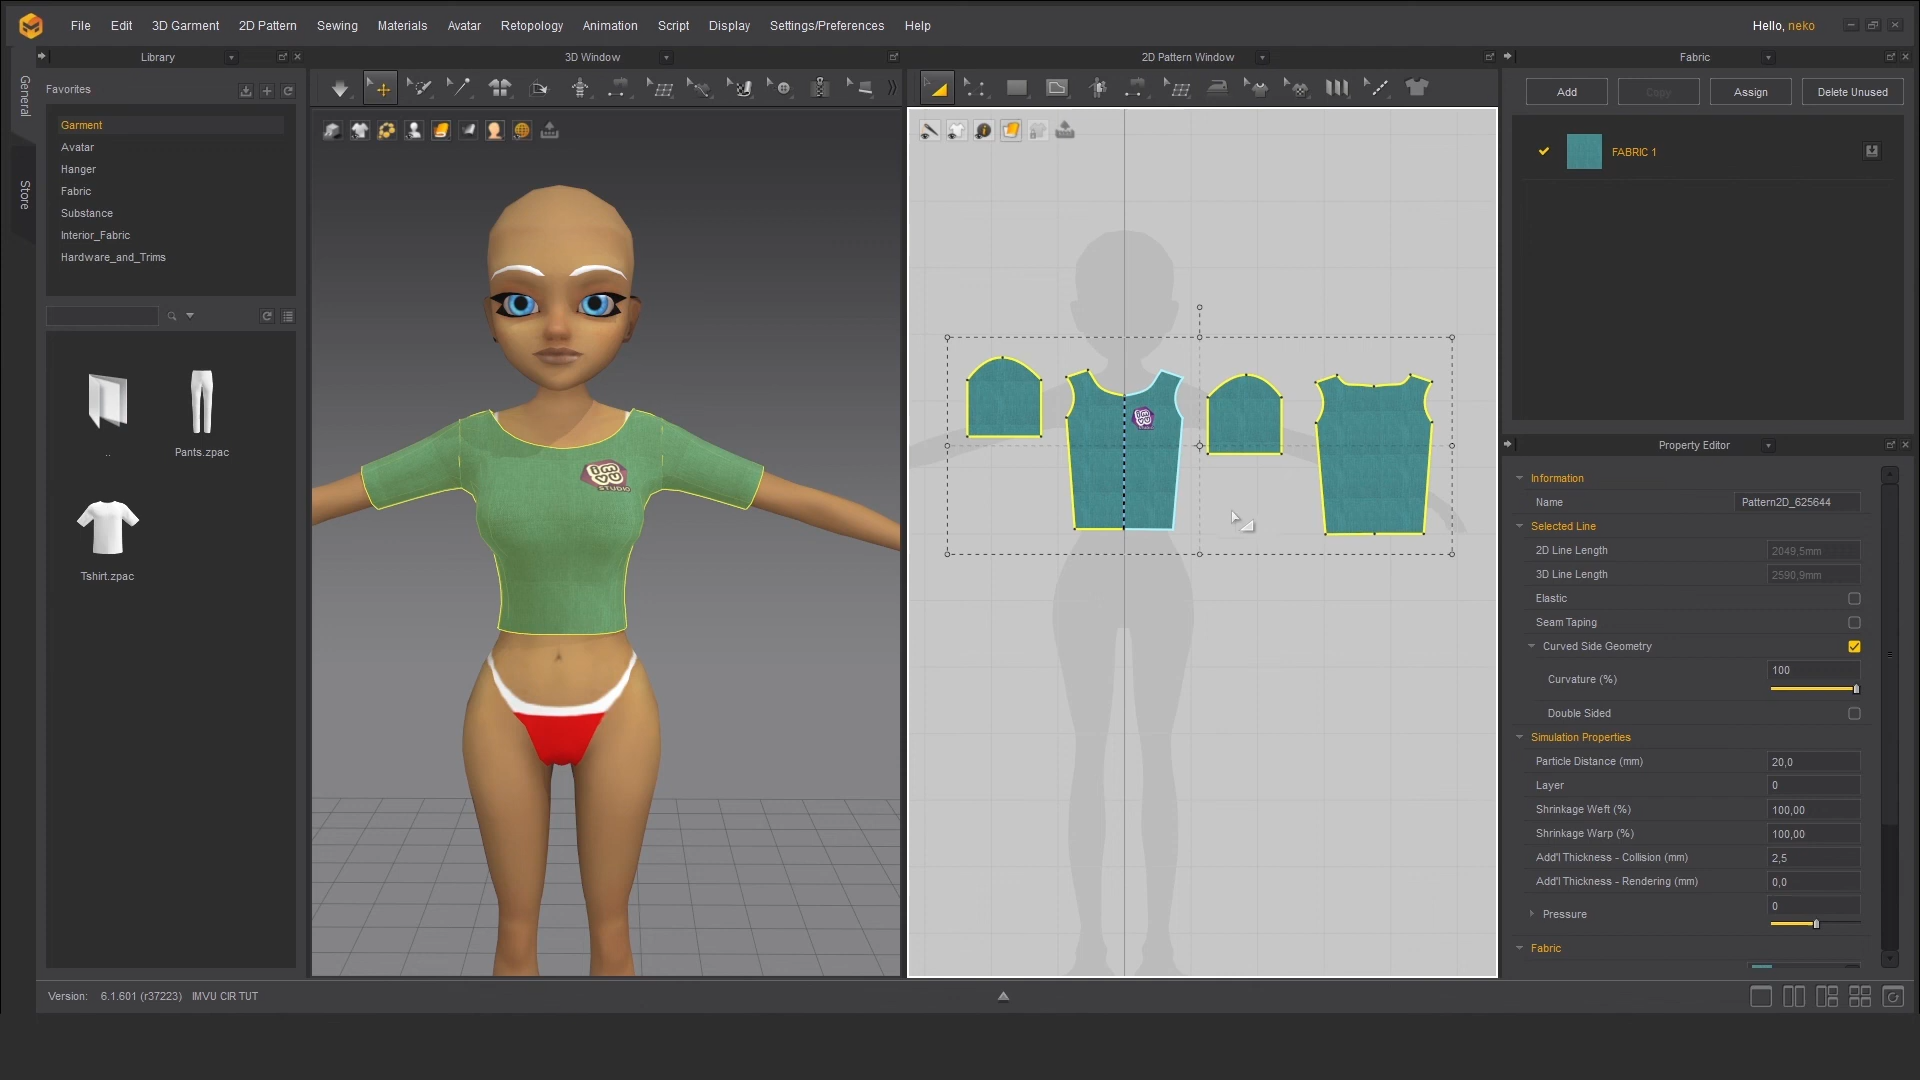 File Edit 3D Garment 2D Pattern Sewing Materials Avatar Retopology Animation Script Display Settings/Preferences Help Hello, neko
Library 3D Window 2D Pattern Window Fabric
General
Store
Favorites
Garment
Avatar
Hanger
Fabric
Substance
Interior_Fabric
Hardware_and_Trims
..
Pants.zpac
Tshirt.zpac
STUDIO
Add Copy Assign Delete Unused
FABRIC 1
Property Editor
Information
Name Pattern2D_625644
Selected Line
2D Line Length 2049,5mm
3D Line Length 2590,9mm
Elastic
Seam Taping
Curved Side Geometry
Curvature (%) 100
Double Sided
Simulation Properties
Particle Distance (mm) 20,0
Layer 0
Shrinkage Weft (%) 100,00
Shrinkage Warp (%) 100,00
Add'l Thickness - Collision (mm) 2,5
Add'l Thickness - Rendering (mm) 0,0
Pressure 0
Fabric
Version: 6.1.601 (r37223) IMVU CIR TUT